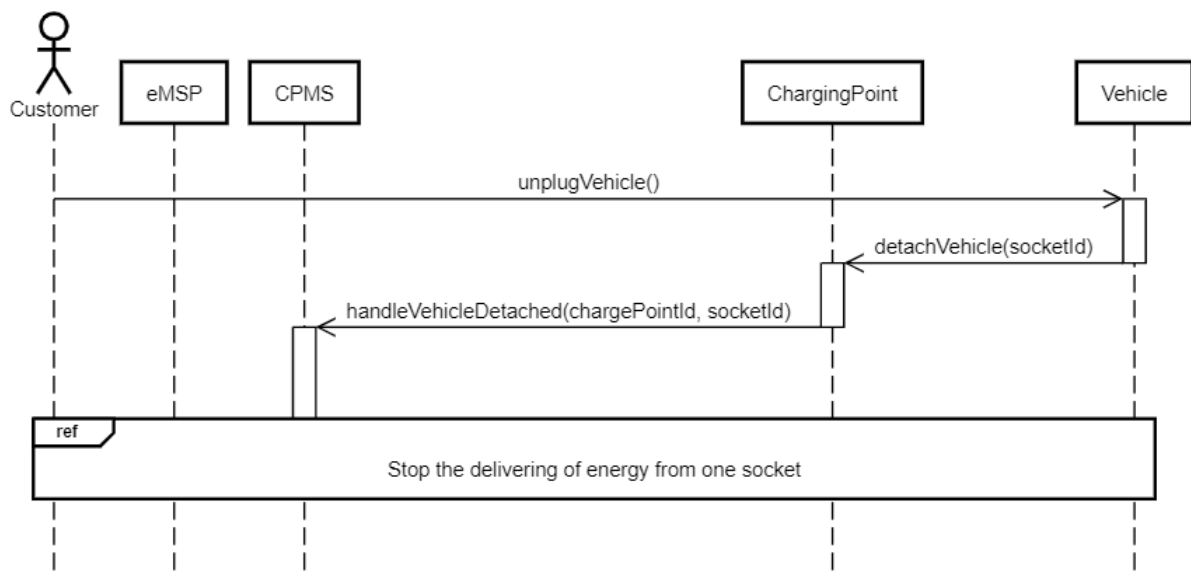 Customer
eMSP
CPMS
ChargingPoint
Vehicle
unplugVehicle()
detachVehicle(socketId)
handleVehicleDetached(chargePointId, socketId)
ref
Stop the delivering of energy from one socket